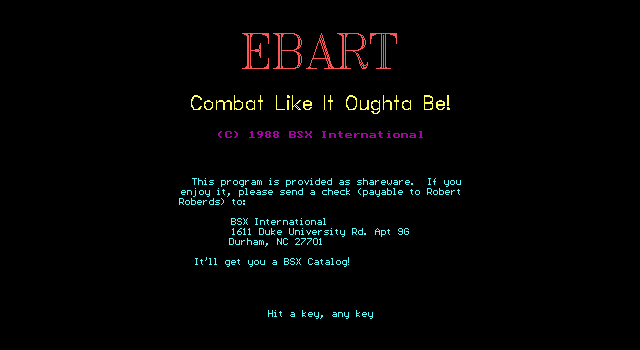 EBART
Combat Like It Oughta Be!
(C) 1988 BSX International
This program is provided as shareware. If you
enjoy it, please send a check (payable to Robert
Roberds) to:
BSX International
1611 Duke University Rd. Apt 9G
Durham, NC 27701
It'll get you a BSX Catalog!
Hit a key, any key